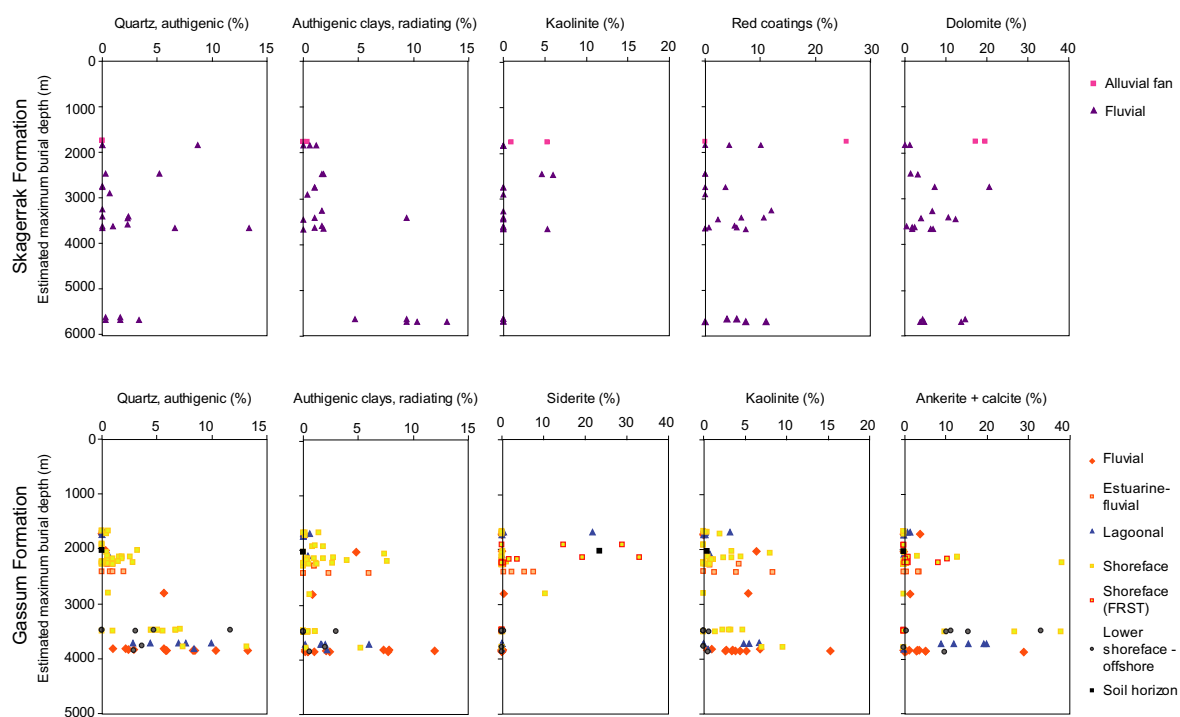 Quartz, authigenic (%)
Authigenic clays, radiating (%)
Kaolinite (%)
Red coatings (%)
Dolomite (%)
0 5 10 15
0 5 10 15
0 5 10 15 20
0 10 20 30
0 10 20 30 40
0
1000
2000
3000
4000
5000
6000
Skagerrak Formation
Estimated maximum burial depth (m)
Alluvial fan
Fluvial
Quartz, authigenic (%)
Authigenic clays, radiating (%)
Siderite (%)
Kaolinite (%)
Ankerite + calcite (%)
0 5 10 15
0 5 10 15
0 10 20 30 40
0 5 10 15 20
0 10 20 30 40
0
1000
2000
3000
4000
5000
Gassum Formation
Estimated maximum burial depth (m)
Fluvial
Estuarine-
fluvial
Lagoonal
Shoreface
Shoreface
(FRST)
Lower
shoreface -
offshore
Soil horizon